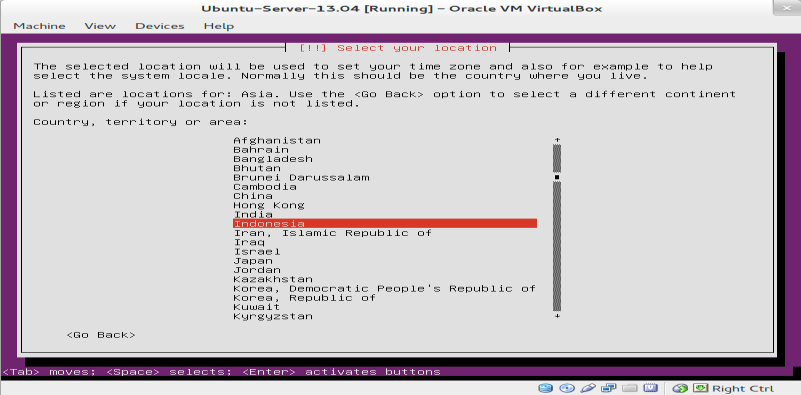 Ubuntu-Server-13.04 [Running] - Oracle VM VirtualBox
Machine View Devices Help
[!!] Select your location
The selected location will be used to set your time zone and also for example to help
select the system locale. Normally this should be the country where you live.
Listed are locations for: Asia. Use the <Go Back> option to select a different continent
or region if your location is not listed.
Country, territory or area:
Afghanistan
Bahrain
Bangladesh
Bhutan
Brunei Darussalam
Cambodia
China
Hong Kong
India
Indonesia
Iran, Islamic Republic of
Iraq
Israel
Japan
Jordan
Kazakhstan
Korea, Democratic People's Republic of
Korea, Republic of
Kuwait
Kyrgyzstan
<Go Back>
<Tab> moves; <Space> selects; <Enter> activates buttons
Right Ctrl